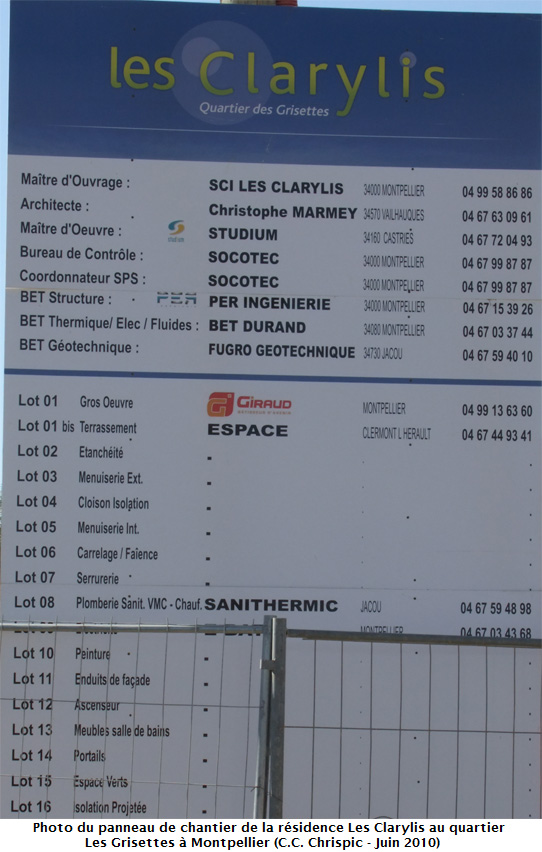 les Clarylis
Quartier des Grisettes
Maître d'Ouvrage : SCI LES CLARYLIS 34000 MONTPELLIER 04 99 58 86 86
Architecte : Christophe MARMEY 34570 VAILHAUQUES 04 67 63 09 61
Maître d'Oeuvre : STUDIUM 34160 CASTRIES 04 67 72 04 93
Bureau de Contrôle : SOCOTEC 34000 MONTPELLIER 04 67 99 87 87
Coordonnateur SPS : SOCOTEC 34000 MONTPELLIER 04 67 99 87 87
BET Structure : PER PER INGENIERIE 34000 MONTPELLIER 04 67 15 39 26
BET Thermique/ Elec / Fluides : BET DURAND 34080 MONTPELLIER 04 67 03 37 44
BET Géotechnique : FUGRO GEOTECHNIQUE 34730 JACOU 04 67 59 40 10
Lot 01 Gros Oeuvre GIRAUD MONTPELLIER 04 99 13 63 60
Lot 01 bis Terrassement ESPACE CLERMONT L HERAULT 04 67 44 93 41
Lot 02 Etanchéité
Lot 03 Menuiserie Ext.
Lot 04 Cloison Isolation
Lot 05 Menuiserie Int.
Lot 06 Carrelage / Faïence
Lot 07 Serrurerie
Lot 08 Plomberie Sanit. VMC - Chauf. SANITHERMIC JACOU 04 67 59 48 98
MONTPELLIER 04 67 03 43 68
Lot 10 Peinture
Lot 11 Enduits de façade
Lot 12 Ascenseur
Lot 13 Meubles salle de bains
Lot 14 Portails
Lot 15 Espace Verts
Lot 16 Isolation Projetée
Photo du panneau de chantier de la résidence Les Clarylis au quartier
Les Grisettes à Montpellier (C.C. Chrispic - Juin 2010)